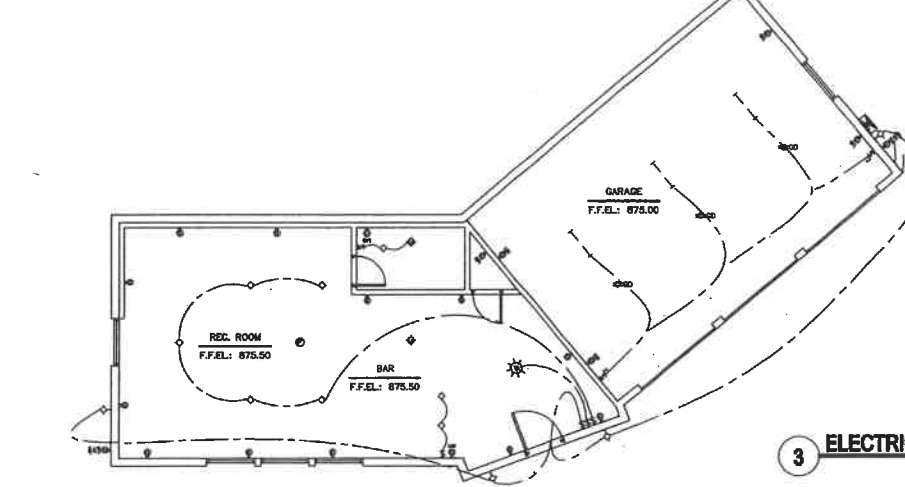 GARAGE
F.F.EL.: 875.00
REC. ROOM
F.F.EL.: 875.50
BAR
F.F.EL.: 875.50
3 ELECTRI